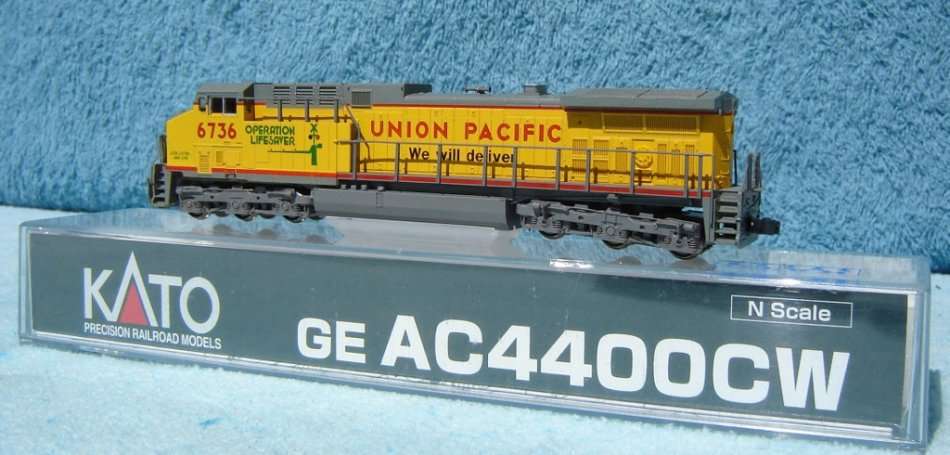 6736
OPERATION
LIFESAVER
UNION PACIFIC
We will deliver
KATO
PRECISION RAILROAD MODELS
N Scale
GE AC4400CW